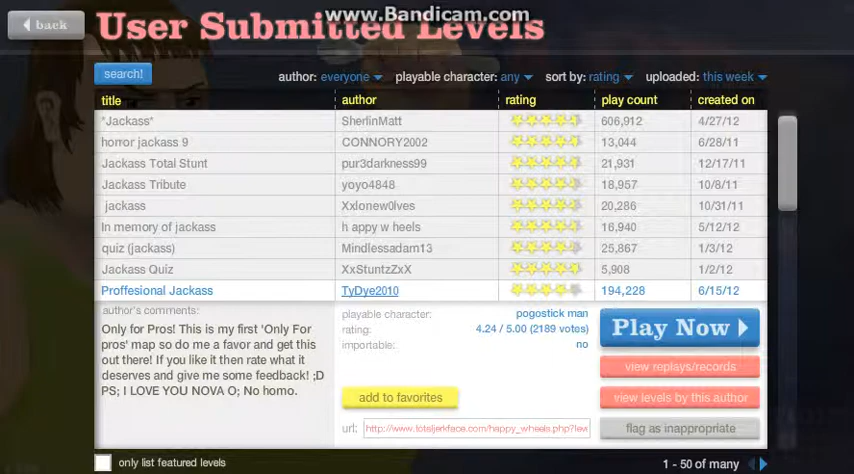 www.Bandicam.com
back
User Submitted Levels
search!
author: everyone playable character: any sort by: rating uploaded: this week
title author rating play count created on
*Jackass* SherlinMatt 606,912 4/27/12
horror jackass 9 CONNORY2002 13,044 6/28/11
Jackass Total Stunt pur3darkness99 21,931 12/17/11
Jackass Tribute yoyo4848 18,957 10/8/11
jackass Xxlonew0lves 20,286 10/31/11
In memory of jackass h appy w heels 16,940 5/12/12
quiz (jackass) Mindlessadam13 25,867 1/3/12
Jackass Quiz XxStuntzZxX 5,908 1/2/12
Proffesional Jackass TyDye2010 194,228 6/15/12
author's comments:
Only for Pros! This is my first 'Only For
pros' map so do me a favor and get this
out there! If you like it then rate what it
deserves and give me some feedback! ;D
PS; I LOVE YOU NOVA O; No homo.
playable character: pogostick man
rating: 4.24 / 5.00 (2189 votes)
importable: no
add to favorites
url: http://www.totaljerkface.com/happy_wheels.php?lev
Play Now
view replays/records
view levels by this author
flag as inappropriate
only list featured levels
1 - 50 of many